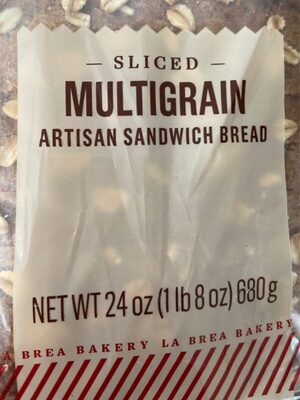 — SLICED —
MULTIGRAIN
ARTISAN SANDWICH BREAD
NET WT 24 oz (1 lb 8 oz) 680 g
A BREA BAKERY LA BREA BAKERY